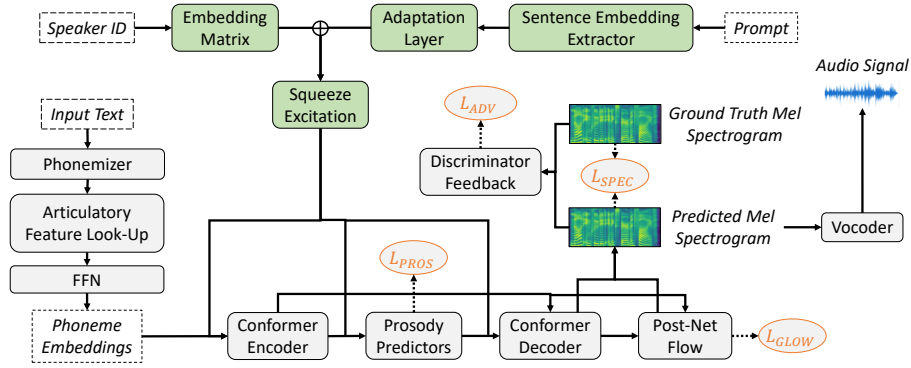 Speaker ID
Embedding
Matrix
Adaptation
Layer
Sentence Embedding
Extractor
Prompt
Squeeze
Excitation
Input Text
Phonemizer
Articulatory
Feature Look-Up
FFN
Phoneme
Embeddings
L_ADV
Discriminator
Feedback
Ground Truth Mel
Spectrogram
L_SPEC
Predicted Mel
Spectrogram
Audio Signal
Vocoder
L_PROS
Conformer
Encoder
Prosody
Predictors
Conformer
Decoder
Post-Net
Flow
L_GLOW